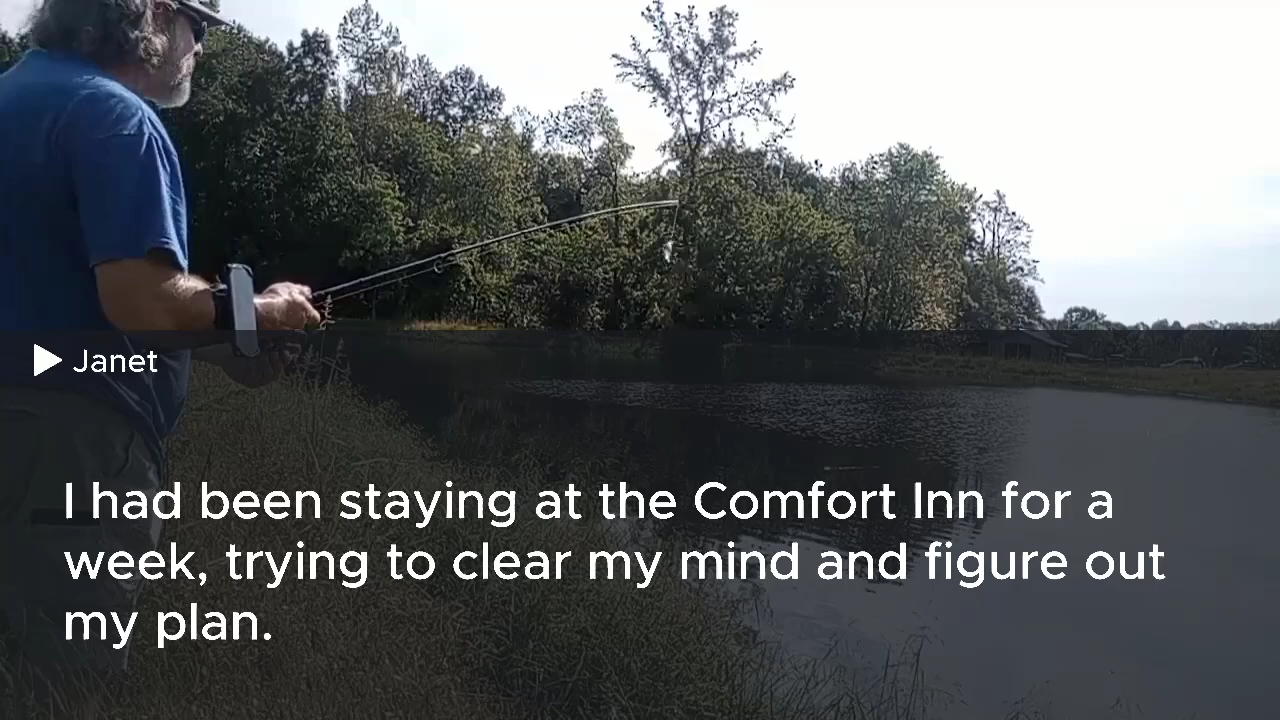 Janet
I had been staying at the Comfort Inn for a
week, trying to clear my mind and figure out
my plan.